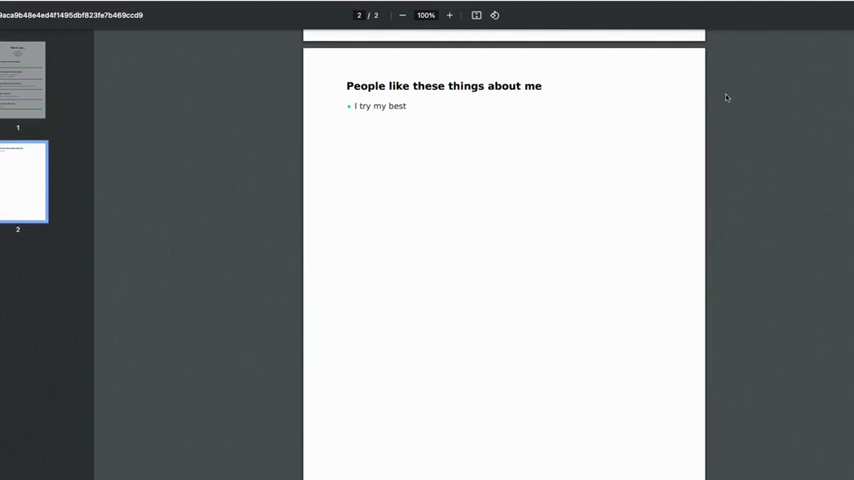 9aca9b48e4ed4f1495dbf823fe7b469ccd9
2 / 2
100%
1
2
People like these things about me
I try my best